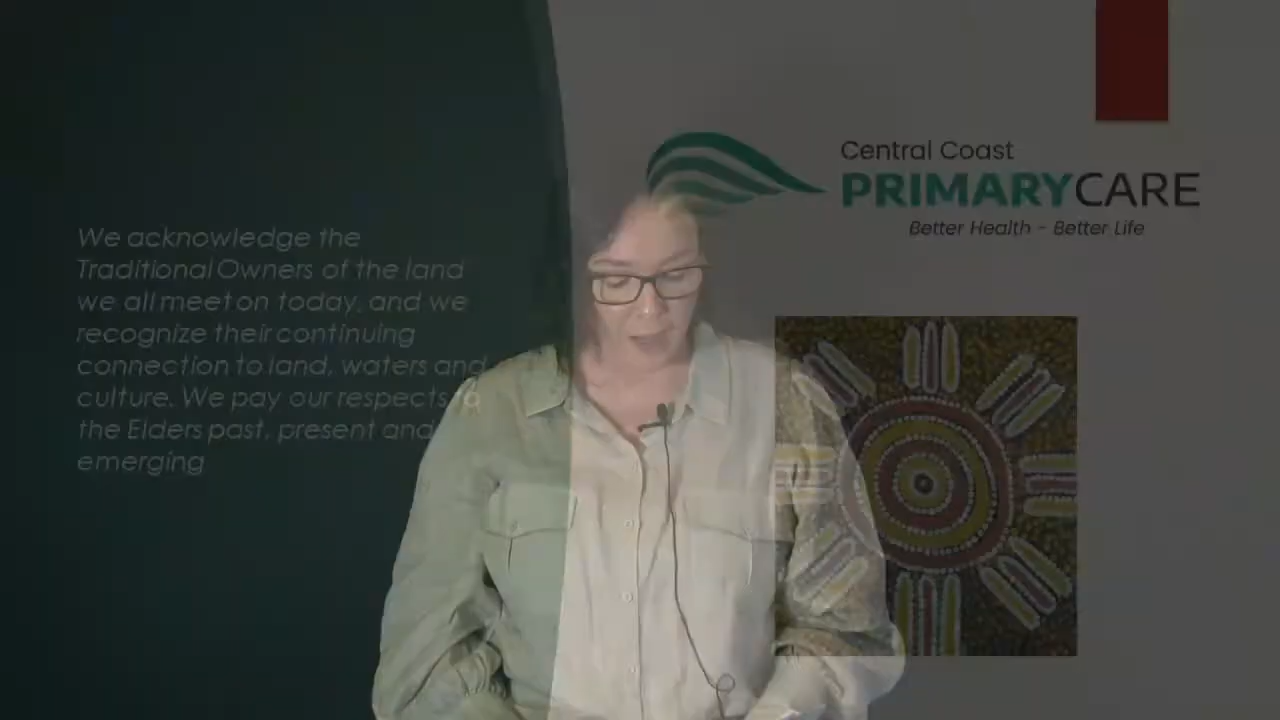 We acknowledge the
Traditional Owners of the land
we all meet on today, and we
recognize their continuing
connection to land, waters and
culture. We pay our respects to
the Elders past, present and
emerging
Central Coast
PRIMARYCARE
Better Health - Better Life